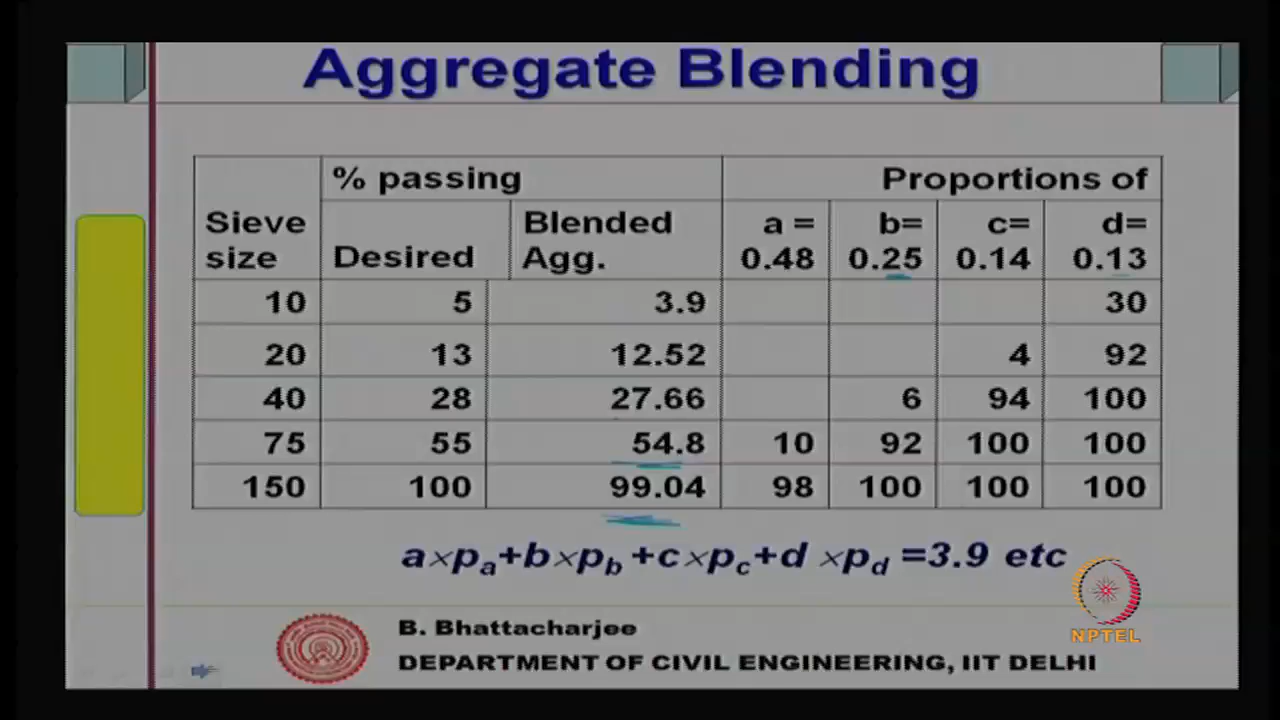 Aggregate Blending
% passing Proportions of
Sieve size Desired Blended Agg. a = 0.48 b= 0.25 c= 0.14 d= 0.13
10 5 3.9 30
20 13 12.52 4 92
40 28 27.66 6 94 100
75 55 54.8 10 92 100 100
150 100 99.04 98 100 100 100
a×pa+b×pb+c×pc+d ×pd =3.9 etc
NPTEL
B. Bhattacharjee
DEPARTMENT OF CIVIL ENGINEERING, IIT DELHI